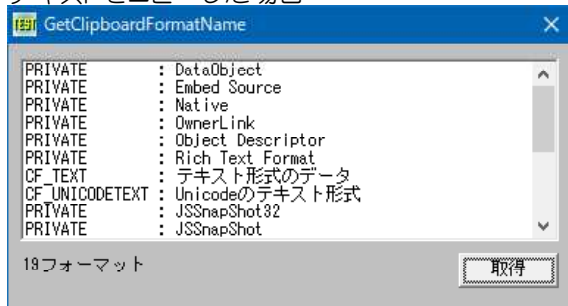 テキストをコピーした場合
GetClipboardFormatName
PRIVATE : DataObject
PRIVATE : Embed Source
PRIVATE : Native
PRIVATE : OwnerLink
PRIVATE : Object Descriptor
PRIVATE : Rich Text Format
CF_TEXT : テキスト形式のデータ
CF_UNICODETEXT : Unicodeのテキスト形式
PRIVATE : JSSnapShot32
PRIVATE : JSSnapShot
19フォーマット
取得